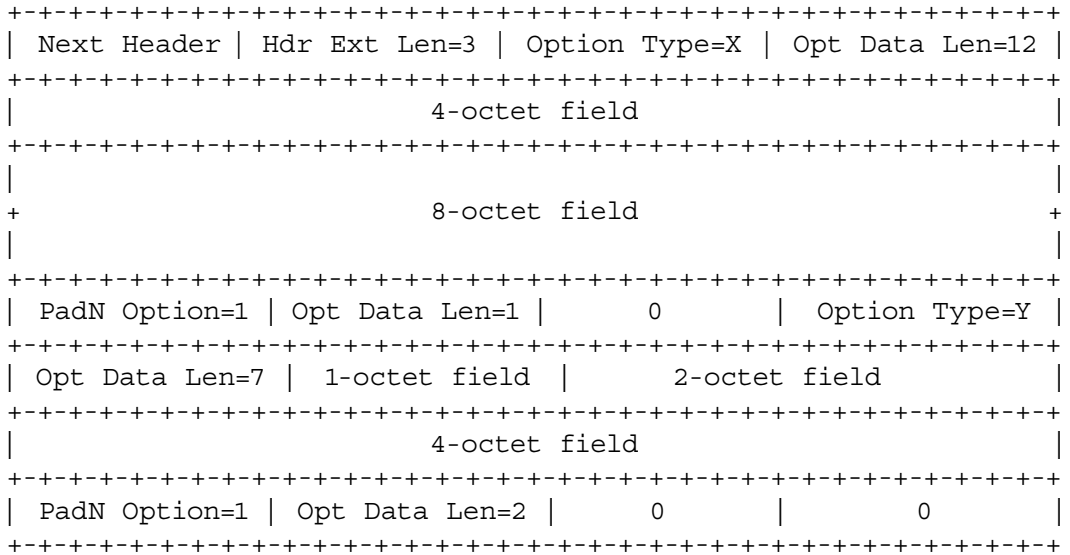 +-+-+-+-+-+-+-+-+-+-+-+-+-+-+-+-+-+-+-+-+-+-+-+-+-+-+-+-+-+-+-+-+
| Next Header | Hdr Ext Len=3 | Option Type=X | Opt Data Len=12 |
+-+-+-+-+-+-+-+-+-+-+-+-+-+-+-+-+-+-+-+-+-+-+-+-+-+-+-+-+-+-+-+-+
| 4-octet field |
+-+-+-+-+-+-+-+-+-+-+-+-+-+-+-+-+-+-+-+-+-+-+-+-+-+-+-+-+-+-+-+-+
| |
+ 8-octet field +
| |
+-+-+-+-+-+-+-+-+-+-+-+-+-+-+-+-+-+-+-+-+-+-+-+-+-+-+-+-+-+-+-+-+
| PadN Option=1 | Opt Data Len=1 | 0 | Option Type=Y |
+-+-+-+-+-+-+-+-+-+-+-+-+-+-+-+-+-+-+-+-+-+-+-+-+-+-+-+-+-+-+-+-+
| Opt Data Len=7 | 1-octet field | 2-octet field |
+-+-+-+-+-+-+-+-+-+-+-+-+-+-+-+-+-+-+-+-+-+-+-+-+-+-+-+-+-+-+-+-+
| 4-octet field |
+-+-+-+-+-+-+-+-+-+-+-+-+-+-+-+-+-+-+-+-+-+-+-+-+-+-+-+-+-+-+-+-+
| PadN Option=1 | Opt Data Len=2 | 0 | 0 |
+-+-+-+-+-+-+-+-+-+-+-+-+-+-+-+-+-+-+-+-+-+-+-+-+-+-+-+-+-+-+-+-+